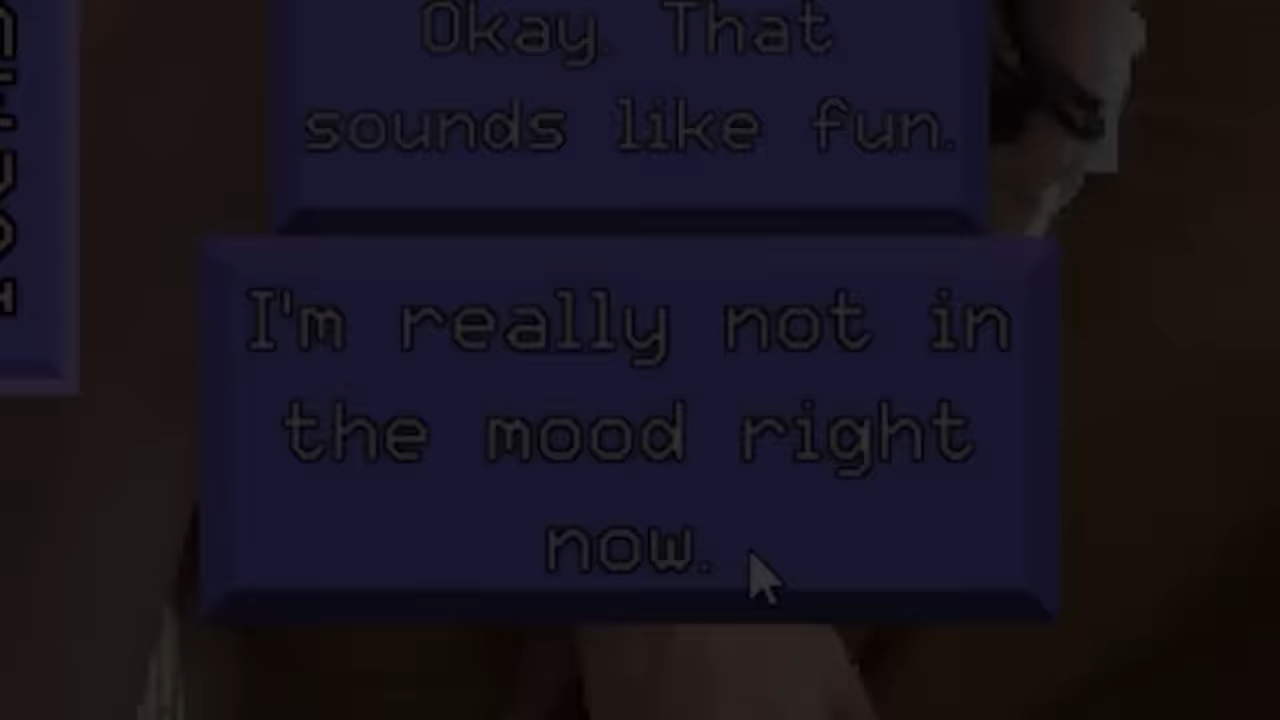 Okay. That
sounds like fun.
I'm really not in
the mood right
now.